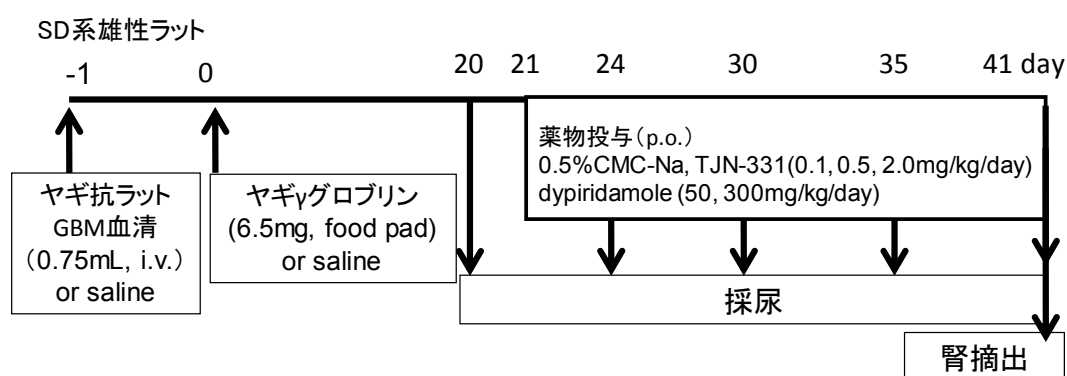 SD系雄性ラット
-1 0 20 21 24 30 35 41 day
薬物投与(p.o.)
0.5%CMC-Na, TJN-331(0.1, 0.5, 2.0mg/kg/day)
dypiridamole (50, 300mg/kg/day)
ヤギ抗ラット
GBM血清
(0.75mL, i.v.)
or saline
ヤギγグロブリン
(6.5mg, food pad)
or saline
採尿
腎摘出